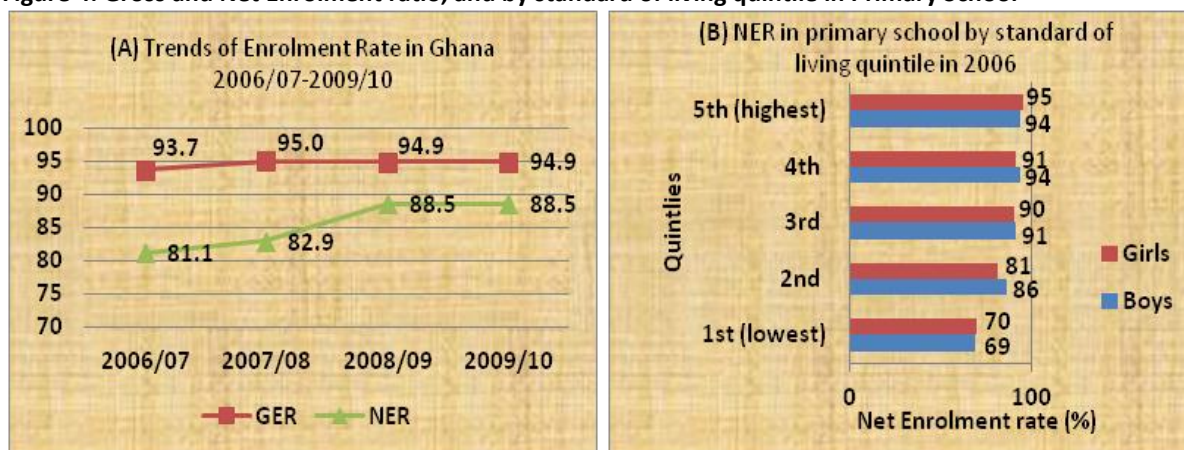 (A) Trends of Enrolment Rate in Ghana
2006/07-2009/10
100
95
90
85
80
75
70
93.7
95.0
94.9
94.9
81.1
82.9
88.5
88.5
2006/07 2007/08 2008/09 2009/10
GER NER
(B) NER in primary school by standard of
living quintile in 2006
Quintlies
5th (highest)
95
94
4th
91
94
3rd
90
91
2nd
81
86
1st (lowest)
70
69
Girls
Boys
0 100
Net Enrolment rate (%)